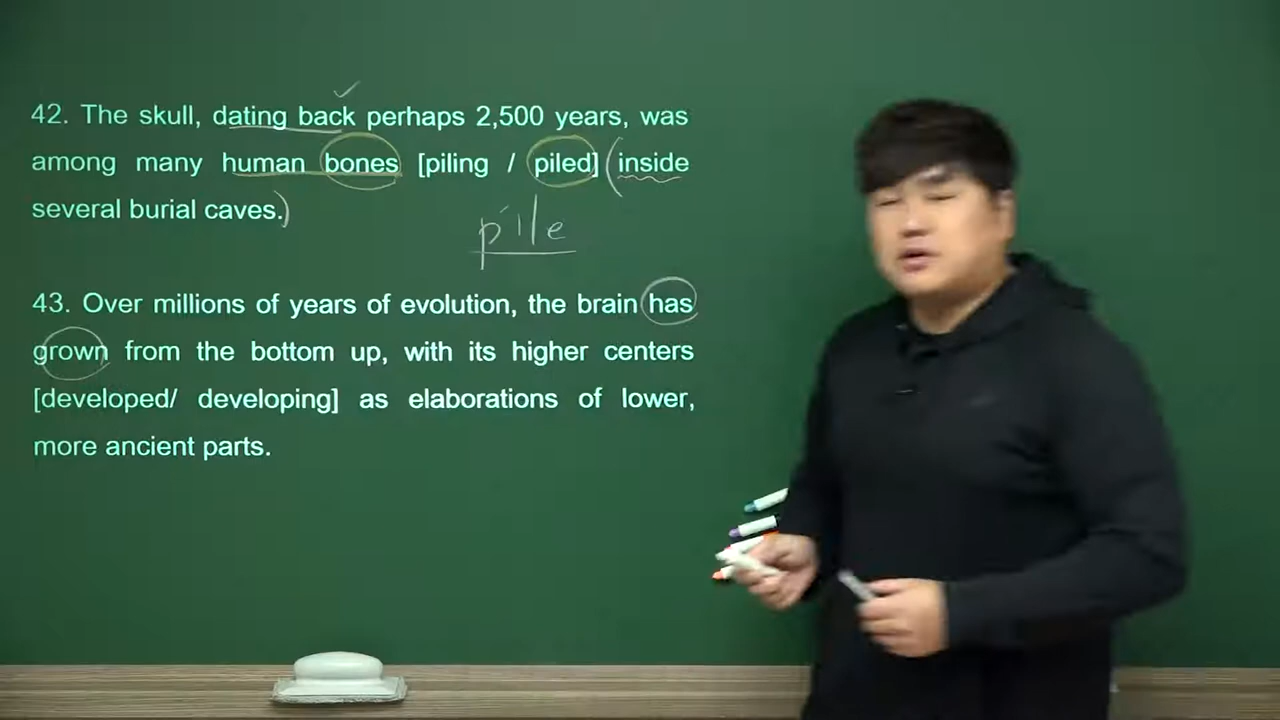 42. The skull, dating back perhaps 2,500 years, was
among many human bones [piling / piled] (inside
several burial caves.)
pile
43. Over millions of years of evolution, the brain has
grown from the bottom up, with its higher centers
[developed/ developing] as elaborations of lower,
more ancient parts.